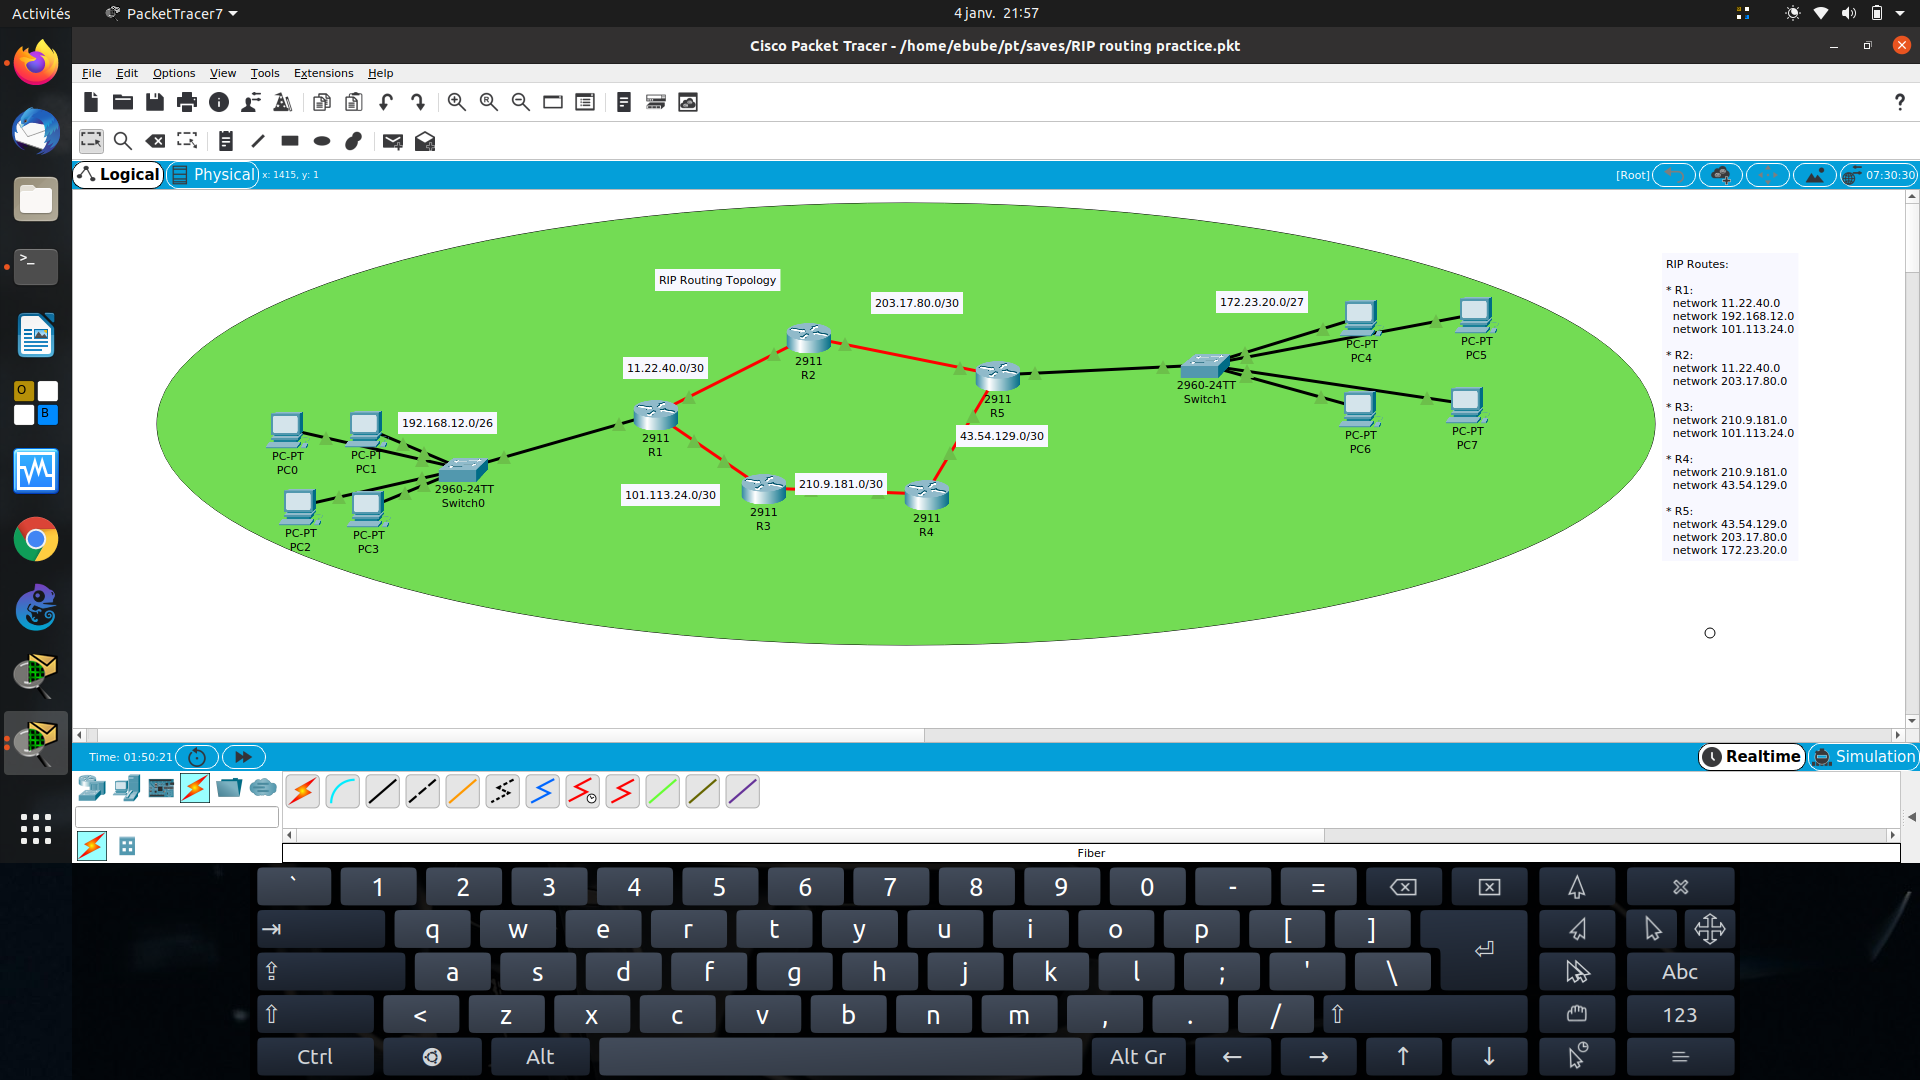 Activités
PacketTracer7
4 janv. 21:57
Cisco Packet Tracer - /home/ebube/pt/saves/RIP routing practice.pkt
File Edit Options View Tools Extensions Help
?
Logical
Physical
x: 1415, y: 1
[Root]
07:30:30
RIP Routing Topology
203.17.80.0/30
172.23.20.0/27
11.22.40.0/30
192.168.12.0/26
43.54.129.0/30
101.113.24.0/30
210.9.181.0/30
2911
R2
2911
R5
2911
R1
2911
R3
2911
R4
2960-24TT
Switch1
2960-24TT
Switch0
PC-PT
PC4
PC-PT
PC5
PC-PT
PC6
PC-PT
PC7
PC-PT
PC0
PC-PT
PC1
PC-PT
PC2
PC-PT
PC3
RIP Routes:
* R1:
network 11.22.40.0
network 192.168.12.0
network 101.113.24.0
* R2:
network 11.22.40.0
network 203.17.80.0
* R3:
network 210.9.181.0
network 101.113.24.0
* R4:
network 210.9.181.0
network 43.54.129.0
* R5:
network 43.54.129.0
network 203.17.80.0
network 172.23.20.0
Time: 01:50:21
Realtime
Simulation
Fiber
` 1 2 3 4 5 6 7 8 9 0 - =
q w e r t y u i o p [ ]
a s d f g h j k l ; ' \
Abc
< z x c v b n m , . /
123
Ctrl
Alt
Alt Gr
← → ↑ ↓